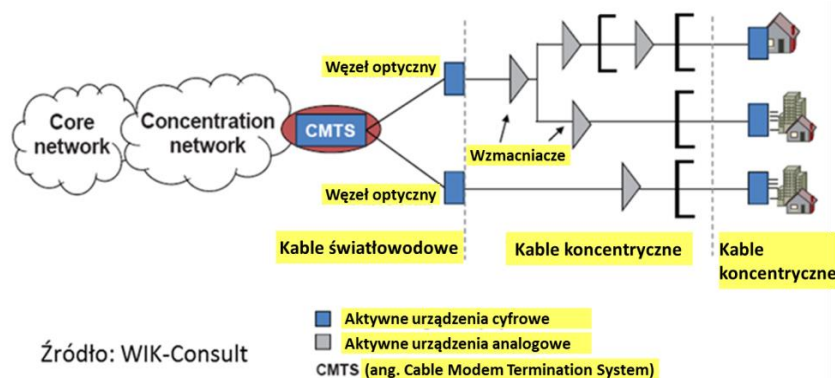 Węzeł optyczny
Core
network
Concentration
network
CMTS
Wzmacniacze
Węzeł optyczny
Kable światłowodowe
Kable koncentryczne
Kable
koncentryczne
Aktywne urządzenia cyfrowe
Aktywne urządzenia analogowe
CMTS (ang. Cable Modem Termination System)
Źródło: WIK-Consult